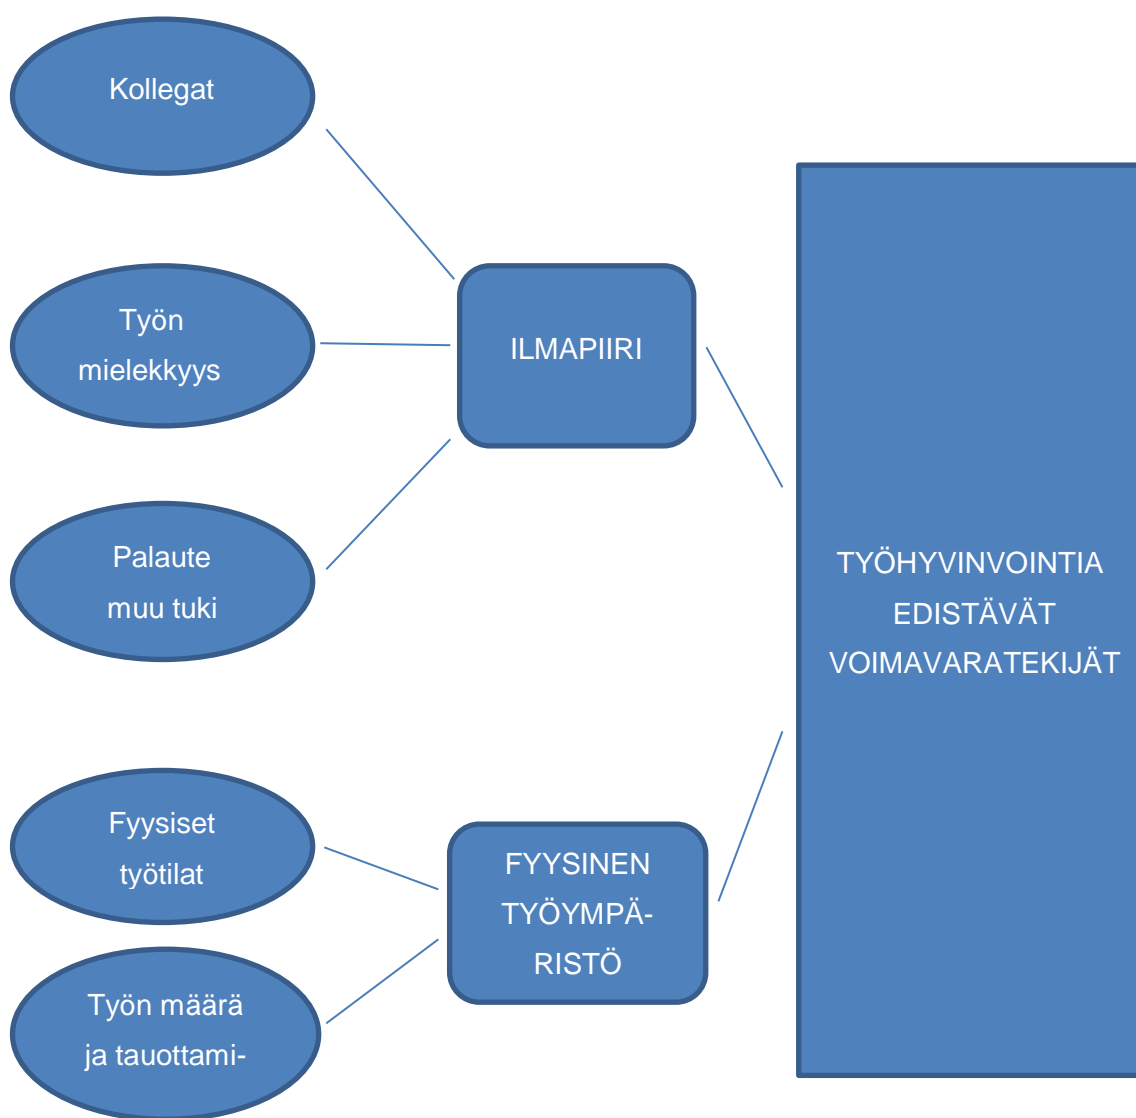 Kollegat
Työn
mielekkyys
ILMAPIIRI
Palaute
muu tuki
TYÖHYVINVOINTIA
EDISTÄVÄT
VOIMAVARATEKIJÄT
Fyysiset
työtilat
FYYSINEN
TYÖYMPÄ-
RISTÖ
Työn määrä
ja tauottami-